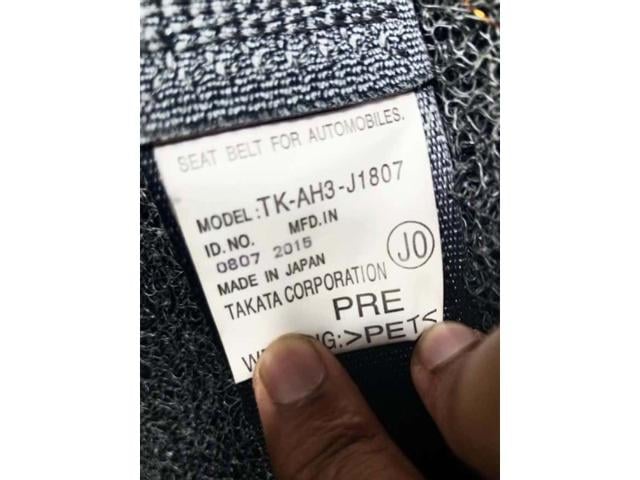 SEAT BELT FOR AUTOMOBILES.
MODEL:TK-AH3-J1807
ID.NO. MFD.IN
0807 2015
MADE IN JAPAN
TAKATA CORPORATION JO
PRE
>PET<